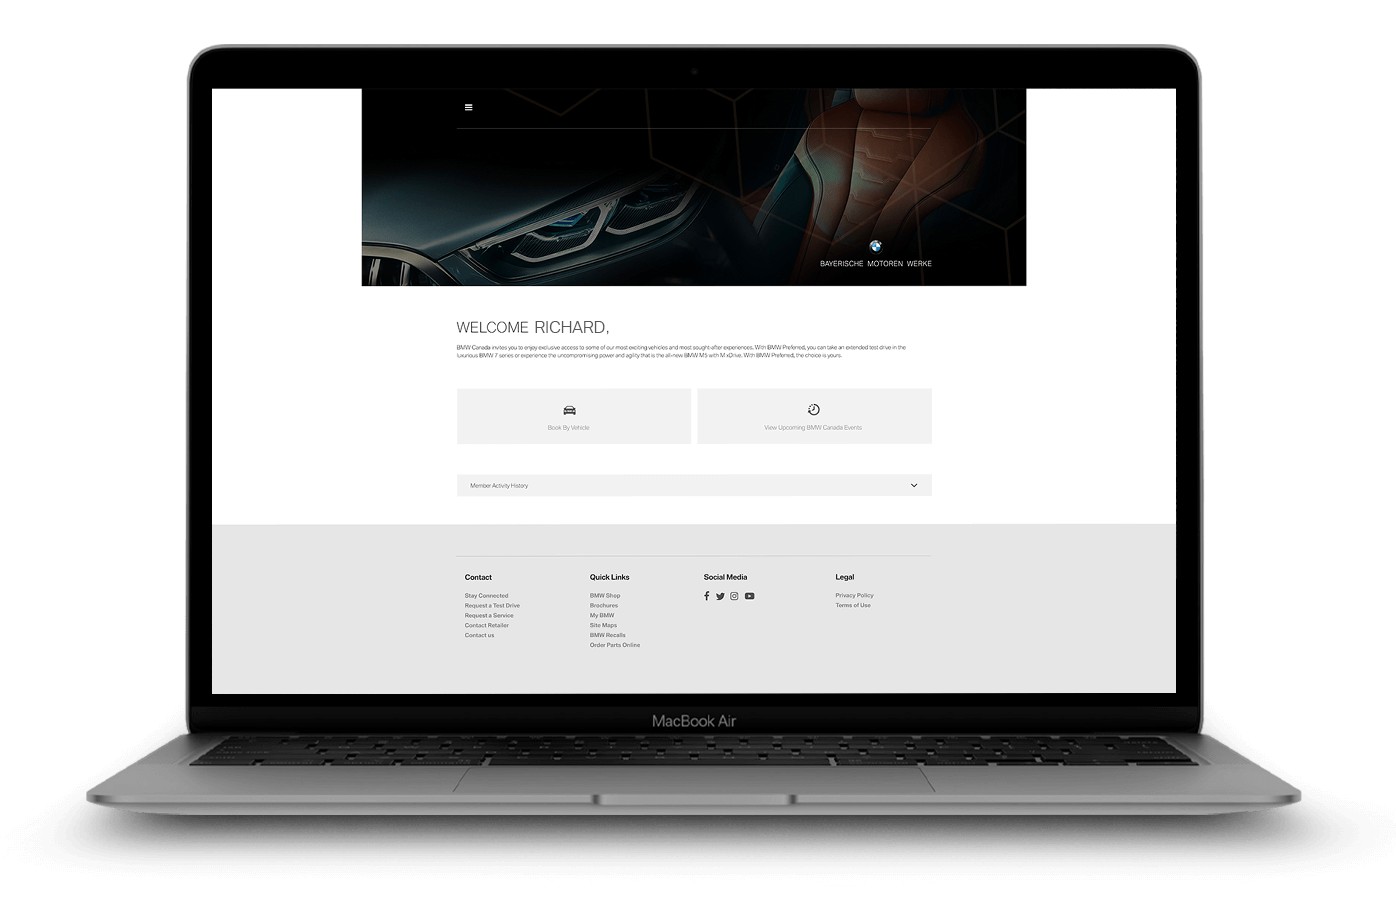 BAYERISCHE MOTOREN WERKE
WELCOME RICHARD,
BMW Canada invites you to enjoy exclusive access to some of our most exciting vehicles and most sought-after experiences. With BMW Preferred, you can take an extended test drive in the
luxurious BMW 7 series or experience the uncompromising power and agility that is the all-new BMW M5 with M xDrive. With BMW Preferred, the choice is yours.
Book By Vehicle
View Upcoming BMW Canada Events
Member Activity History
Contact
Stay Connected
Request a Test Drive
Request a Service
Contact Retailer
Contact us
Quick Links
BMW Shop
Brochures
My BMW
Site Maps
BMW Recalls
Order Parts Online
Social Media
Legal
Privacy Policy
Terms of Use
MacBook Air